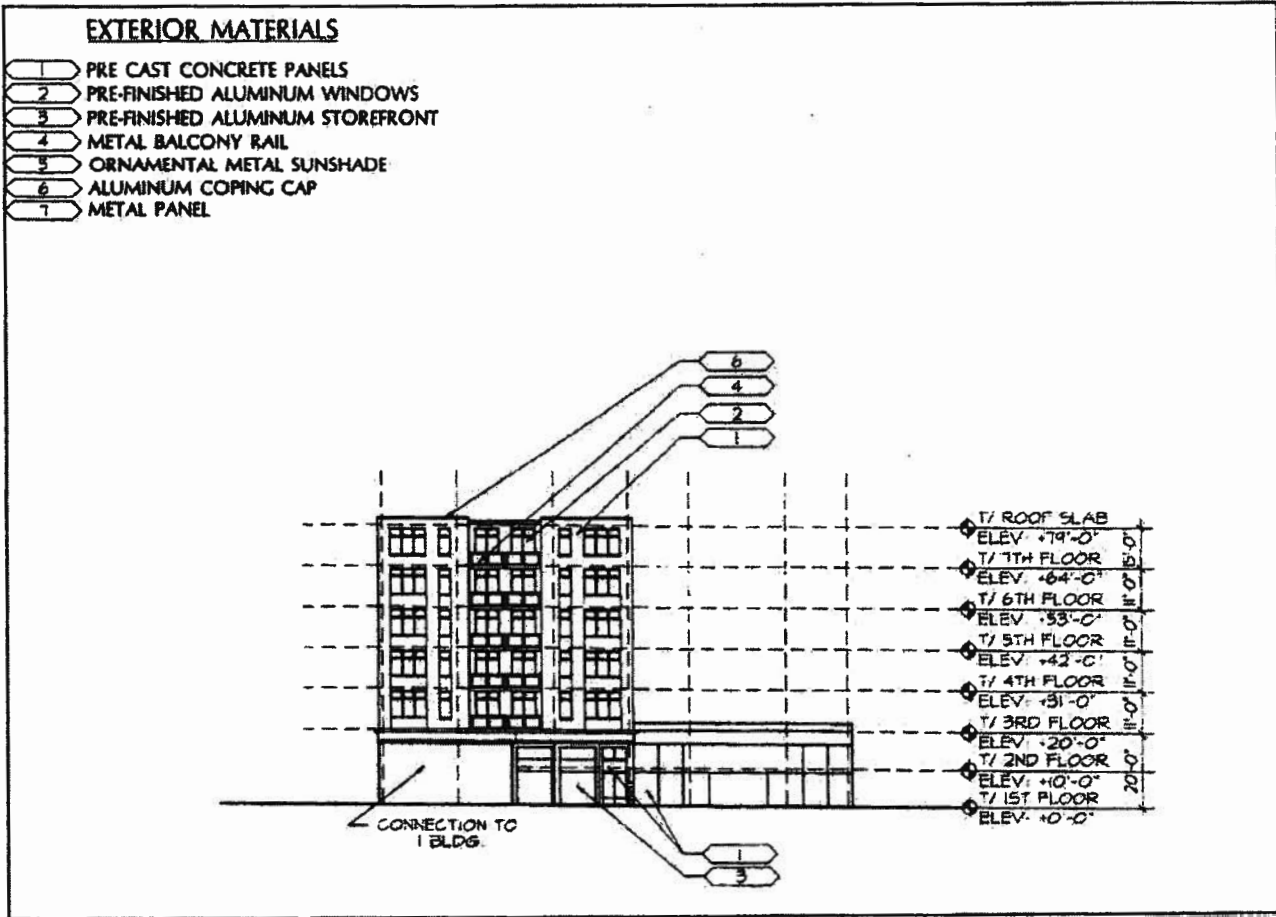 EXTERIOR MATERIALS
1 PRE CAST CONCRETE PANELS
2 PRE-FINISHED ALUMINUM WINDOWS
3 PRE-FINISHED ALUMINUM STOREFRONT
4 METAL BALCONY RAIL
5 ORNAMENTAL METAL SUNSHADE
6 ALUMINUM COPING CAP
7 METAL PANEL
6
4
2
1
T/ ROOF SLAB
ELEV: +79'-0"
15'-0"
T/ 7TH FLOOR
ELEV: +64'-0"
11'-0"
T/ 6TH FLOOR
ELEV: +53'-0"
11'-0"
T/ 5TH FLOOR
ELEV: +42'-0"
11'-0"
T/ 4TH FLOOR
ELEV: +31'-0"
11'-0"
T/ 3RD FLOOR
ELEV: +20'-0"
20'-0"
T/ 2ND FLOOR
ELEV: +10'-0"
T/ 1ST FLOOR
ELEV: +0'-0"
CONNECTION TO
1 BLDG.
1
3